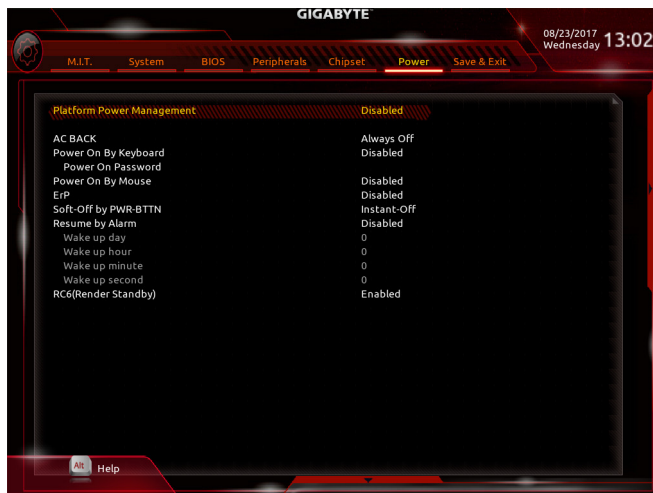 GIGABYTE™
08/23/2017 Wednesday 13:02
M.I.T. System BIOS Peripherals Chipset Power Save & Exit
Platform Power Management Disabled
AC BACK Always Off
Power On By Keyboard Disabled
Power On Password
Power On By Mouse Disabled
ErP Disabled
Soft-Off by PWR-BTTN Instant-Off
Resume by Alarm Disabled
Wake up day 0
Wake up hour 0
Wake up minute 0
Wake up second 0
RC6(Render Standby) Enabled
Alt Help